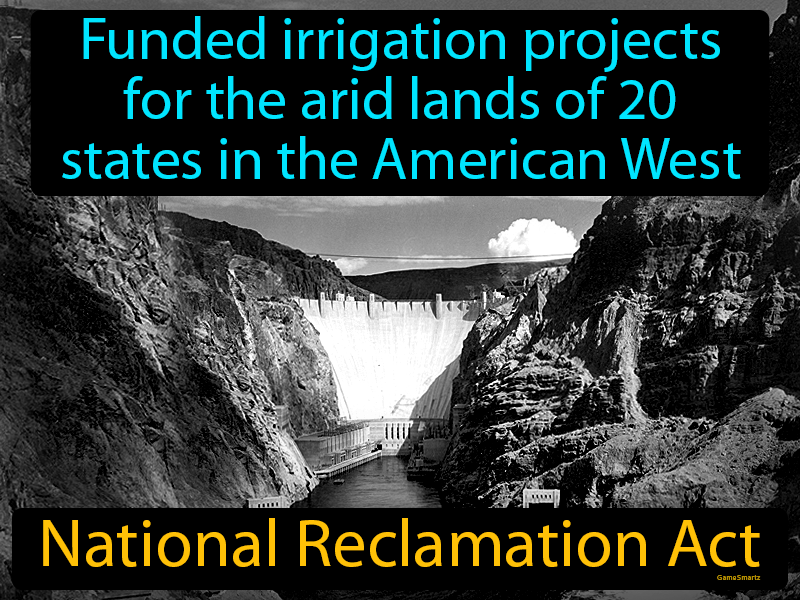 Funded irrigation projects
for the arid lands of 20
states in the American West
National Reclamation Act
GameSmartz